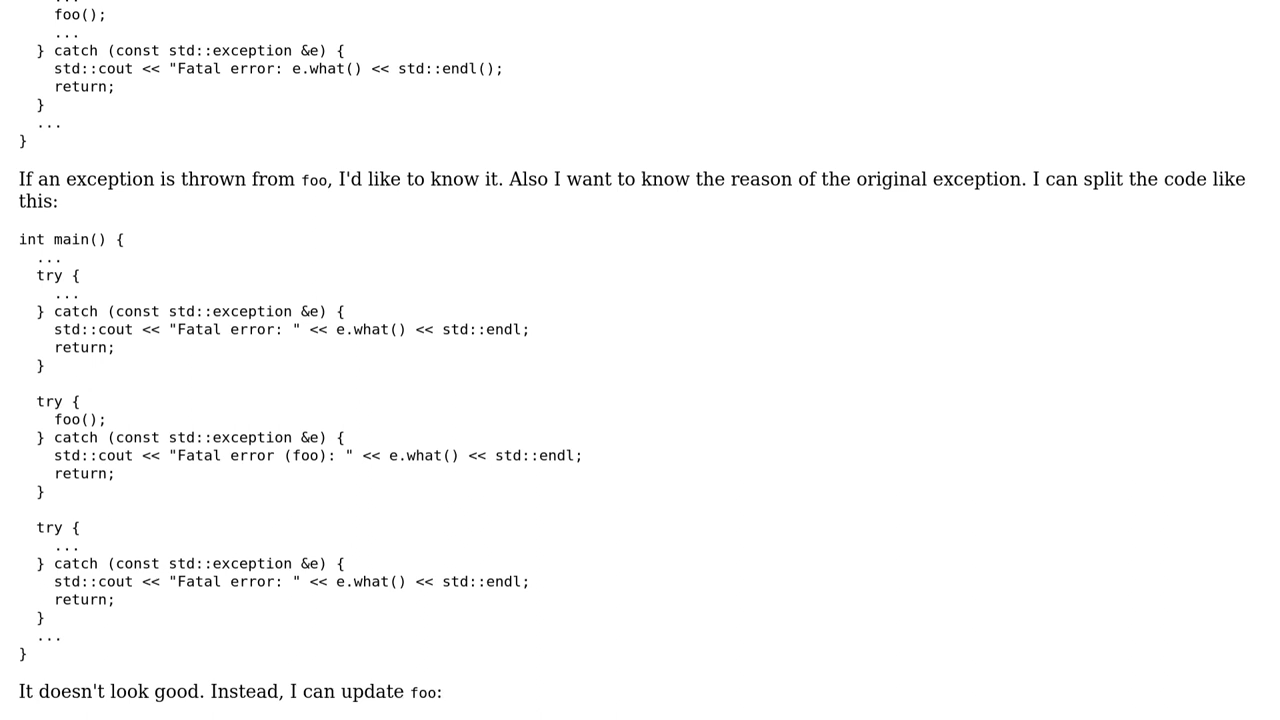 ...
    foo();
    ...
  } catch (const std::exception &e) {
    std::cout << "Fatal error: e.what() << std::endl();
    return;
  }
  ...
}
If an exception is thrown from foo, I'd like to know it. Also I want to know the reason of the original exception. I can split the code like
this:
int main() {
  ...
  try {
    ...
  } catch (const std::exception &e) {
    std::cout << "Fatal error: " << e.what() << std::endl;
    return;
  }
  try {
    foo();
  } catch (const std::exception &e) {
    std::cout << "Fatal error (foo): " << e.what() << std::endl;
    return;
  }
  try {
    ...
  } catch (const std::exception &e) {
    std::cout << "Fatal error: " << e.what() << std::endl;
    return;
  }
  ...
}
It doesn't look good. Instead, I can update foo: